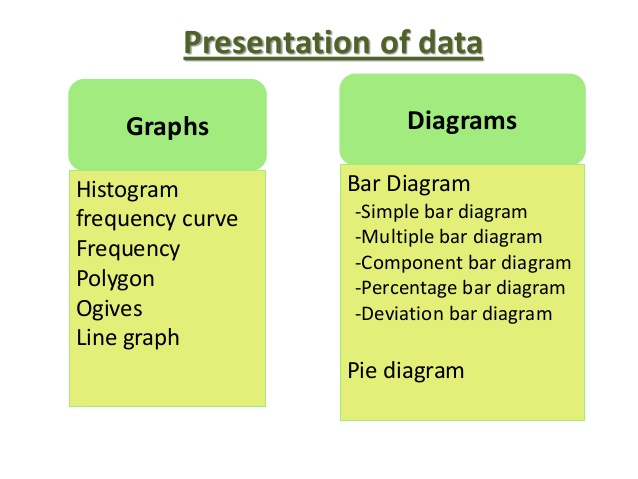 Presentation of data
Graphs
Histogram
frequency curve
Frequency
Polygon
Ogives
Line graph
Diagrams
Bar Diagram
-Simple bar diagram
-Multiple bar diagram
-Component bar diagram
-Percentage bar diagram
-Deviation bar diagram
Pie diagram